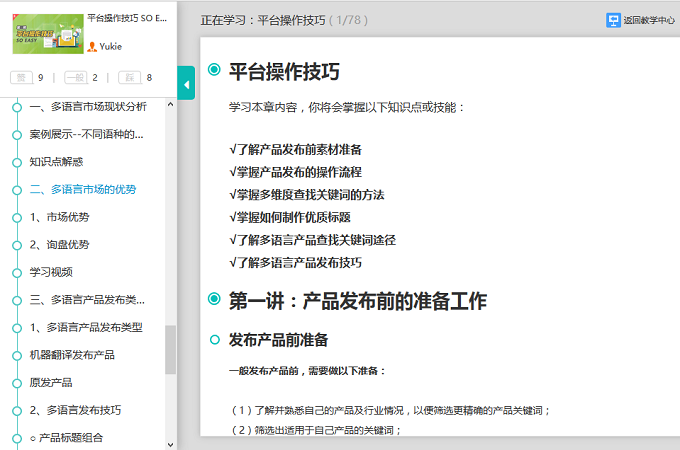 平台操作技巧 SO E...
Yukie
赞 9 | 一般 2 | 踩 8
一、多语言市场现状分析
案例展示--不同语种的...
知识点解惑
二、多语言市场的优势
1、市场优势
2、询盘优势
学习视频
三、多语言产品发布类...
1、多语言产品发布类型
机器翻译发布产品
原发产品
2、多语言发布技巧
○ 产品标题组合
正在学习：平台操作技巧（1/78）
返回教学中心
平台操作技巧
学习本章内容，你将会掌握以下知识点或技能：
√了解产品发布前素材准备
√掌握产品发布的操作流程
√掌握多维度查找关键词的方法
√掌握如何制作优质标题
√了解多语言产品查找关键词途径
√了解多语言产品发布技巧
第一讲：产品发布前的准备工作
发布产品前准备
一般发布产品前，需要做以下准备：
（1）了解并熟悉自己的产品及行业情况，以便筛选更精确的产品关键词；
（2）筛选出适用于自己产品的关键词；